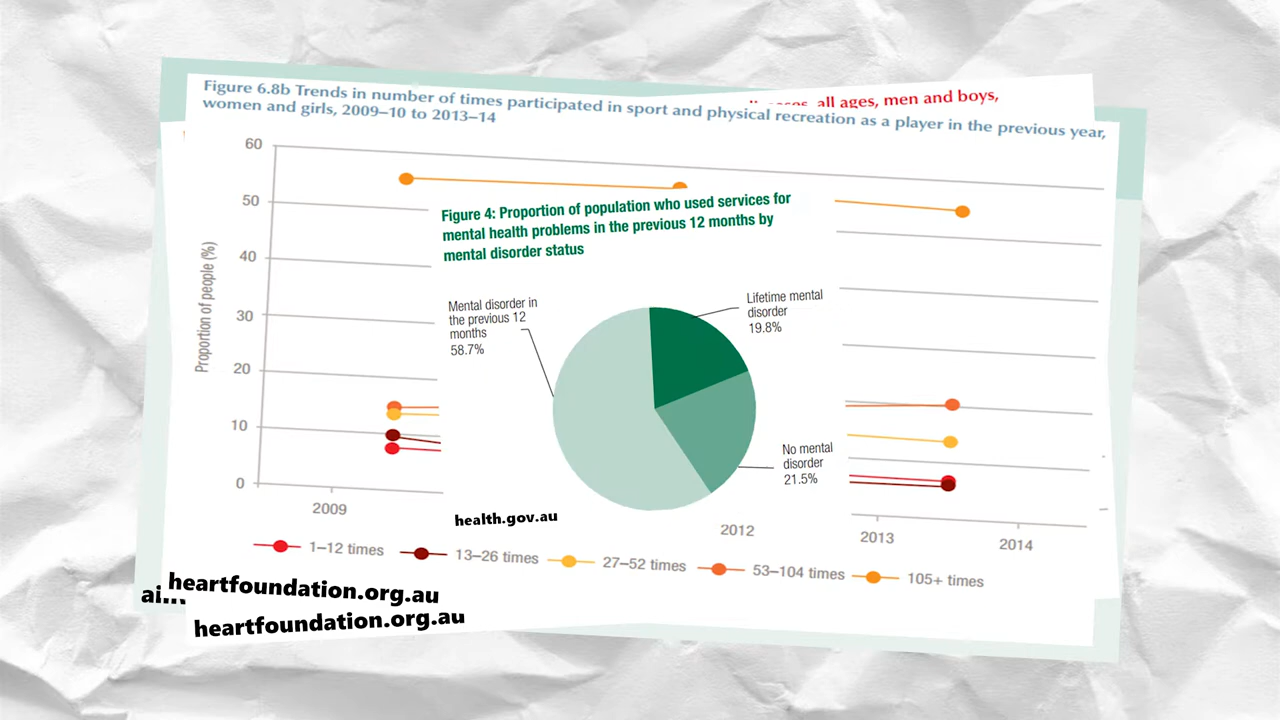 all ages, men and boys,
Figure 6.8b Trends in number of times participated in sport and physical recreation as a player in the previous year,
women and girls, 2009–10 to 2013–14
60
50
40
30
20
10
0
Proportion of people (%)
Figure 4: Proportion of population who used services for
mental health problems in the previous 12 months by
mental disorder status
Mental disorder in
the previous 12
months
58.7%
Lifetime mental
disorder
19.8%
No mental
disorder
21.5%
health.gov.au
2009
2012
2013
2014
1–12 times
13–26 times
27–52 times
53–104 times
105+ times
heartfoundation.org.au
heartfoundation.org.au